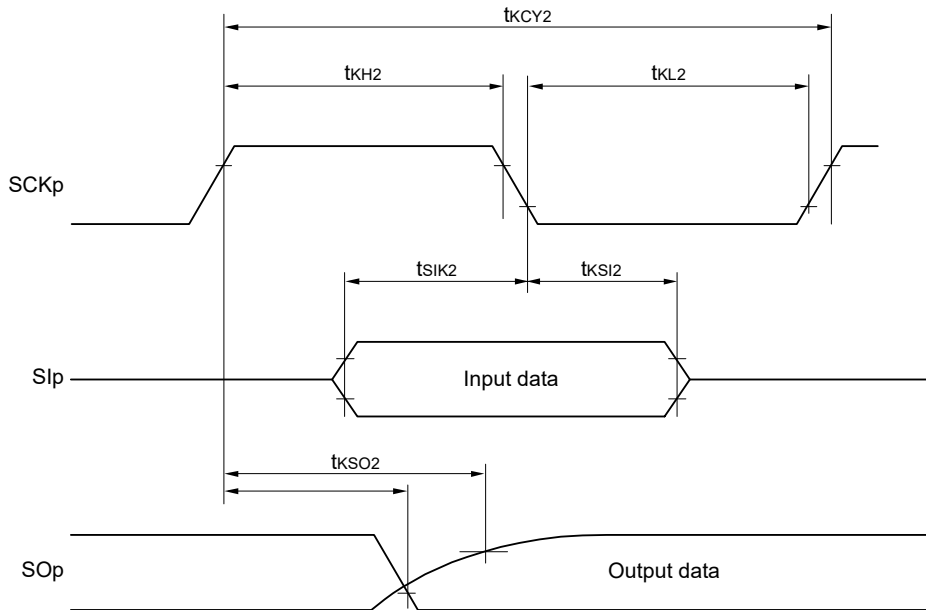 tKCY2
tKH2
tKL2
SCKp
tSIK2
tKSI2
SIp
Input data
tKSO2
SOp
Output data